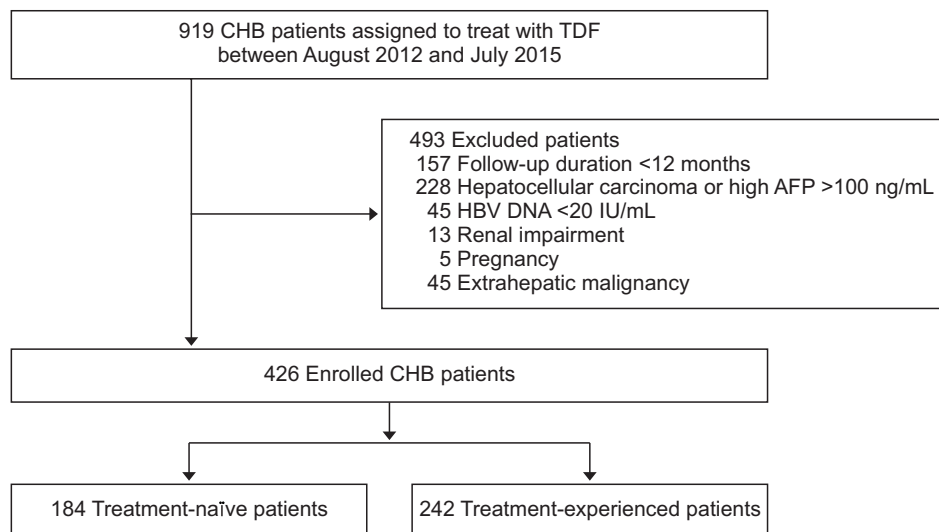 919 CHB patients assigned to treat with TDF
between August 2012 and July 2015
493 Excluded patients
157 Follow-up duration <12 months
228 Hepatocellular carcinoma or high AFP >100 ng/mL
45 HBV DNA <20 IU/mL
13 Renal impairment
5 Pregnancy
45 Extrahepatic malignancy
426 Enrolled CHB patients
184 Treatment-naïve patients
242 Treatment-experienced patients